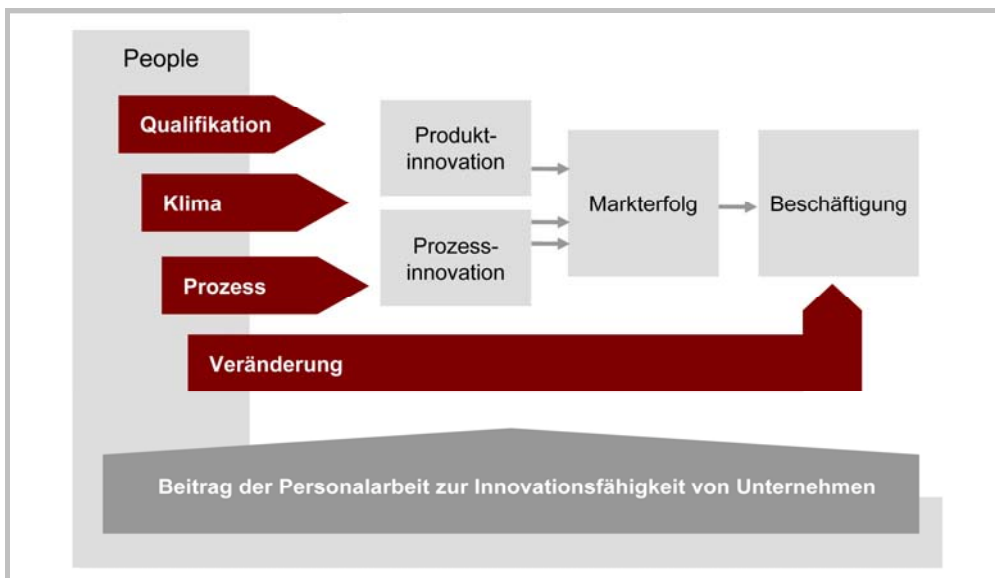 People
Qualifikation
Klima
Prozess
Veränderung
Produkt-
innovation
Prozess-
innovation
Markterfolg
Beschäftigung
Beitrag der Personalarbeit zur Innovationsfähigkeit von Unternehmen